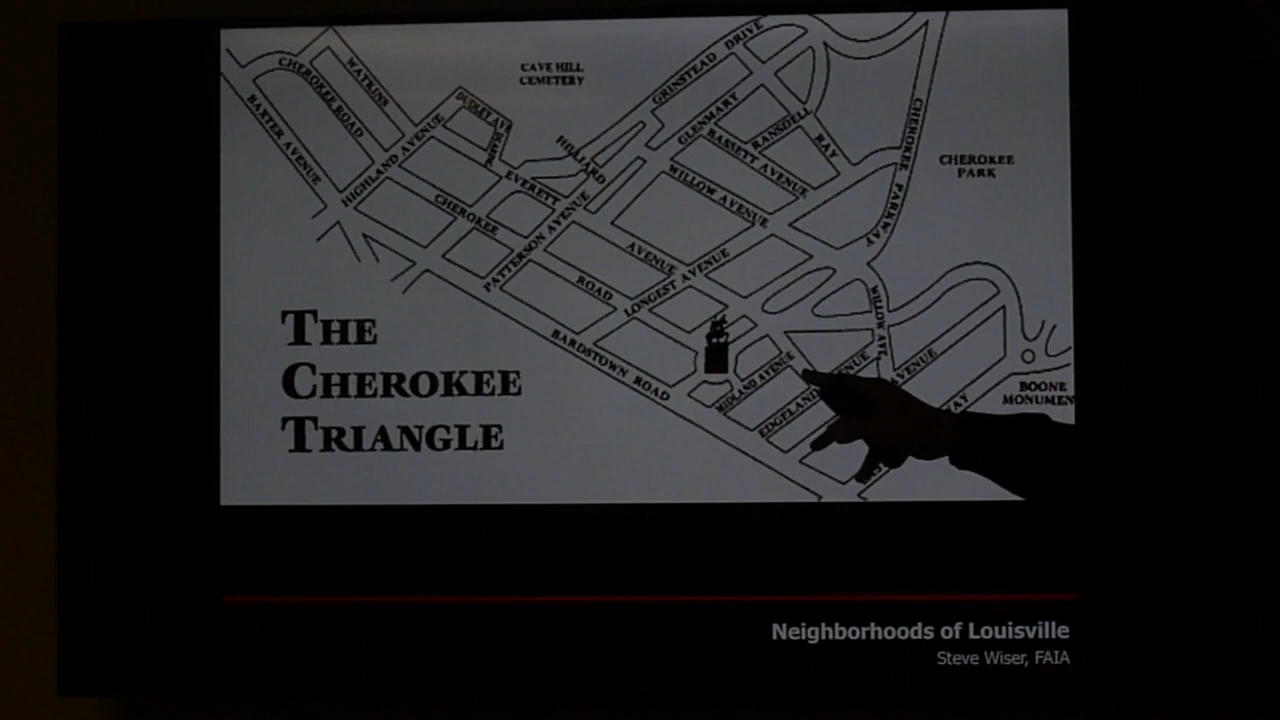 CAVE HILL
CEMETERY
GRINSTEAD DRIVE
CHEROKEE ROAD
WATKINS
BAXTER AVENUE
HIGHLAND AVENUE
DUDLEY AVE
HILLIARD
EVERETT
GLENMARY
BASSETT AVENUE
RANSDELL
RAY
CHEROKEE PARKWAY
CHEROKEE
PARK
WILLOW AVENUE
CHEROKEE
PATTERSON AVENUE
AVENUE
ROAD
LONGEST AVENUE
BARDSTOWN ROAD
WILLOW AVE.
MIDLAND AVENUE
EDGELAND
AVENUE
BOONE
MONUMEN
THE
CHEROKEE
TRIANGLE
Neighborhoods of Louisville
Steve Wiser, FAIA